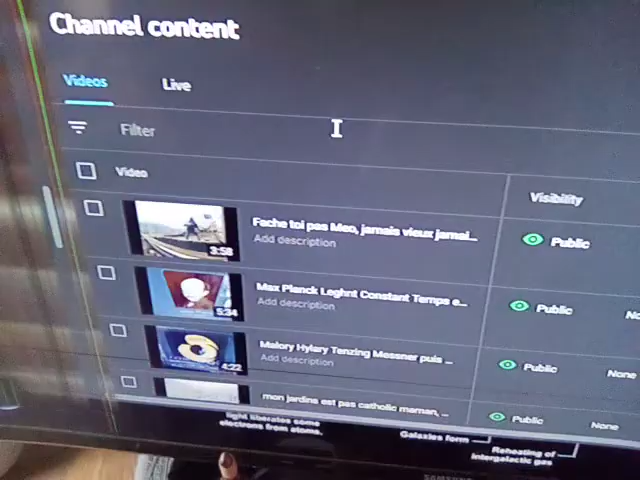 Channel content
Videos
Live
Filter
Video
Visibility
3:58
Fache toi pas Meo, jamais vieux jamai...
Add description
Public
5:34
Max Planck Leghnt Constant Temps e...
Add description
Public
4:22
Malory Hylary Tenzing Messner puis ...
Add description
Public
None
mon jardins est pas catholic maman, ...
Public
None
light liberates some
electrons from atoms.
Galaxies form
Reheating of
intergalactic gas
SAMSUNG